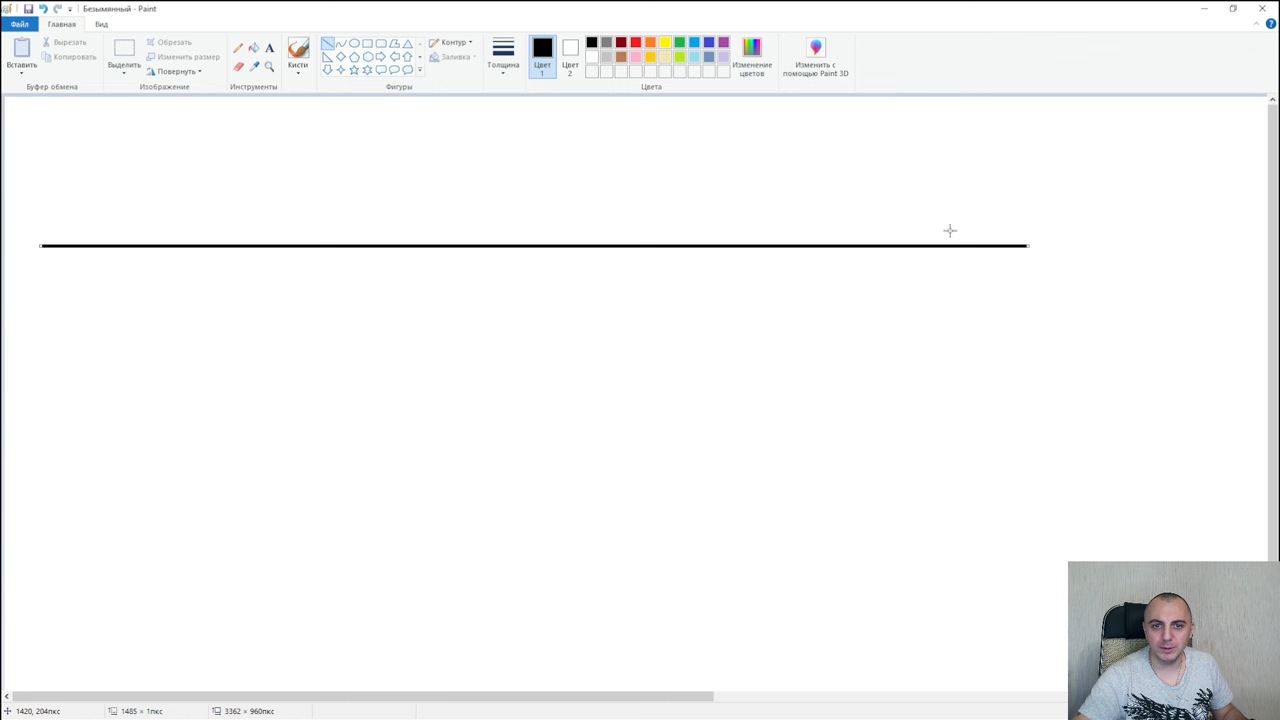 Безымянный - Paint
Файл
Главная
Вид
Вставить
Вырезать
Копировать
Буфер обмена
Выделить
Обрезать
Изменить размер
Повернуть
Изображение
Инструменты
Кисти
Контур
Заливка
Фигуры
Толщина
Цвет
1
Цвет
2
Изменение
цветов
Цвета
Изменить с
помощью Paint 3D
1420, 204пкс
1485 × 1пкс
3362 × 960пкс